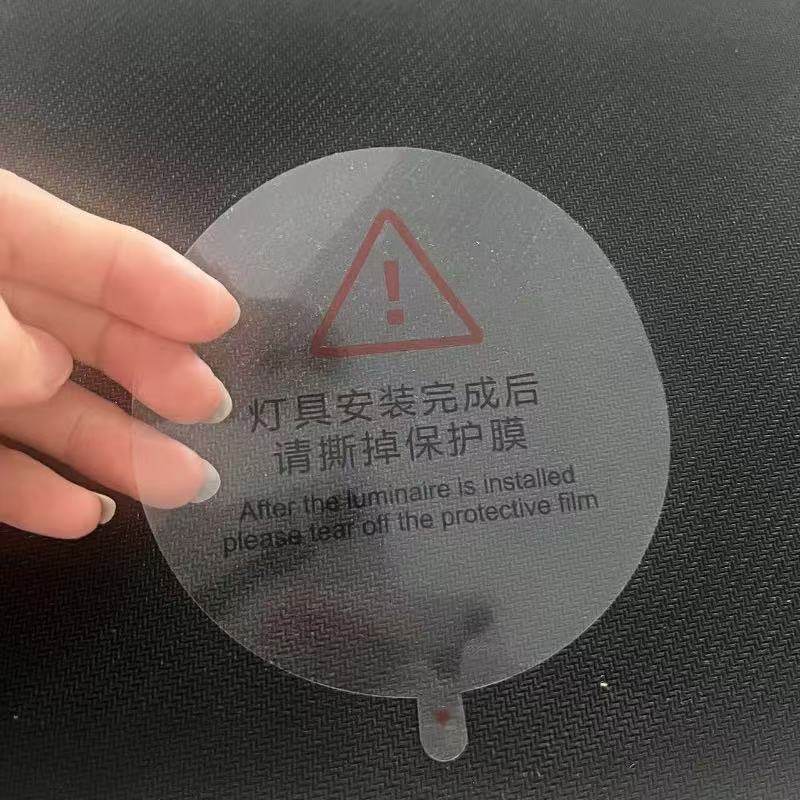 !
灯具安装完成后
请撕掉保护膜
After the luminaire is installed
please tear off the protective film